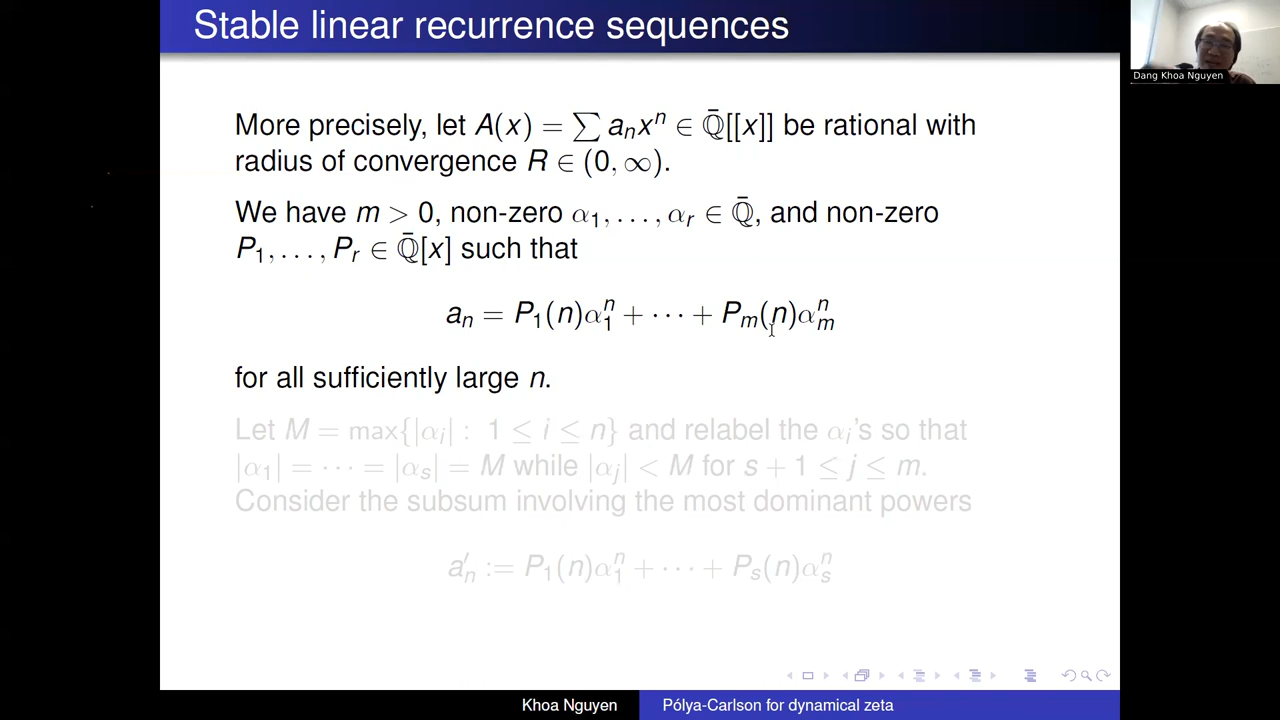 Stable linear recurrence sequences
Dang Khoa Nguyen
More precisely, let A(x) = ∑ aₙxⁿ ∈ Q̄[[x]] be rational with
radius of convergence R ∈ (0, ∞).
We have m > 0, non-zero α₁, . . . , αᵣ ∈ Q̄, and non-zero
P₁, . . . , Pᵣ ∈ Q̄[x] such that
aₙ = P₁(n)α₁ⁿ + · · · + Pₘ(n)αₘⁿ
for all sufficiently large n.
Let M = max{|αᵢ| : 1 ≤ i ≤ n} and relabel the αᵢ's so that
|α₁| = · · · = |αₛ| = M while |αⱼ| < M for s + 1 ≤ j ≤ m.
Consider the subsum involving the most dominant powers
a′ₙ := P₁(n)α₁ⁿ + · · · + Pₛ(n)αₛⁿ
Khoa Nguyen
Pólya-Carlson for dynamical zeta